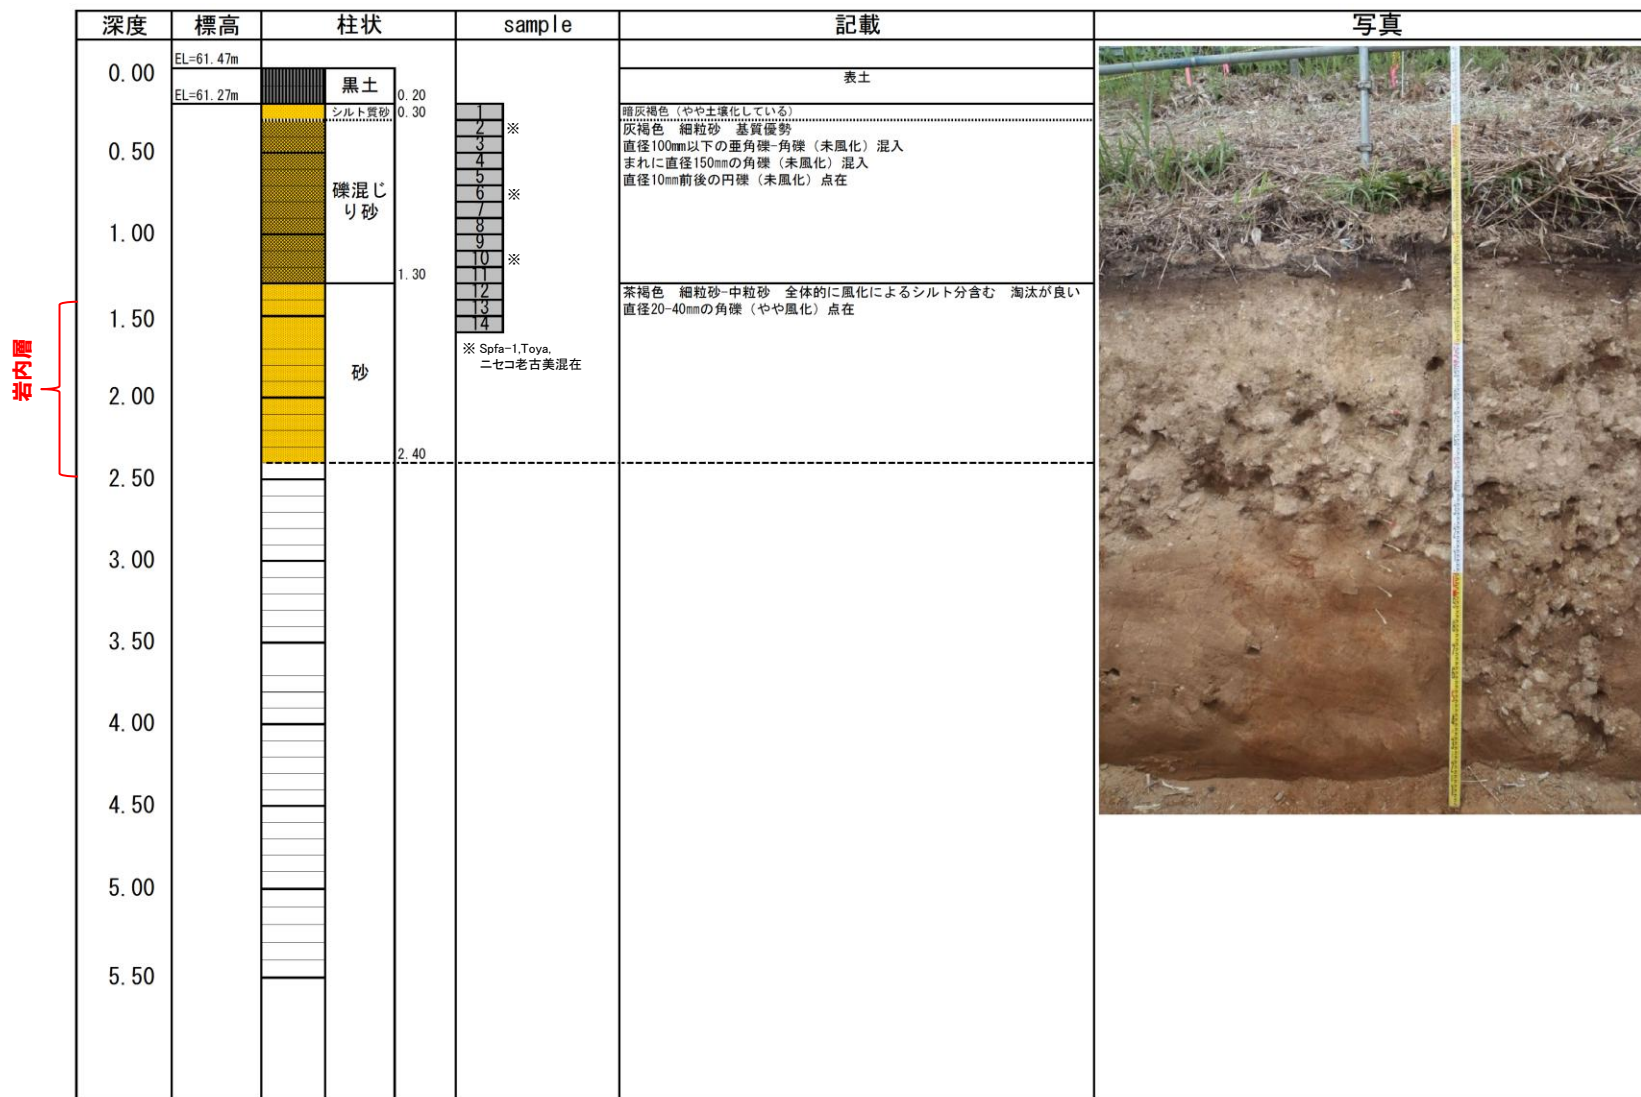 深度 標高 柱状 sample 記載 写真
EL=61.47m
0.00
黒土
表土
EL=61.27m
0.20
シルト質砂
0.30
暗灰褐色（やや土壌化している）
灰褐色　細粒砂　基質優勢
直径100mm以下の亜角礫-角礫（未風化）混入
まれに直径150mmの角礫（未風化）混入
直径10mm前後の円礫（未風化）点在
0.50
礫混じ
り砂
1.00
1.30
茶褐色　細粒砂-中粒砂　全体的に風化によるシルト分含む　淘汰が良い
直径20-40mmの角礫（やや風化）点在
1
2 ※
3
4
5
6 ※
7
8
9
10 ※
11
12
13
14
※ Spfa-1,Toya,
ニセコ老古美混在
1.50
岩内層
砂
2.00
2.40
2.50
3.00
3.50
4.00
4.50
5.00
5.50